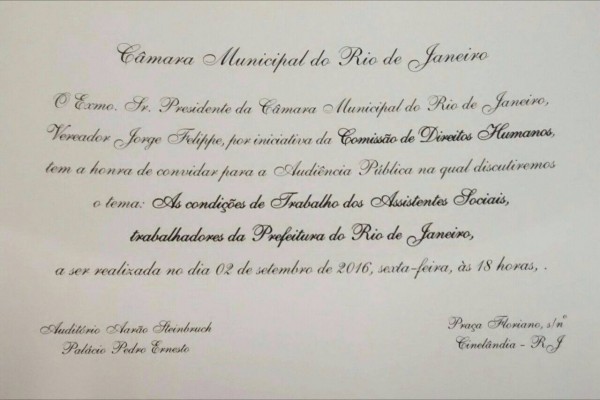 Câmara Municipal do Rio de Janeiro
O Exmo. Sr. Presidente da Câmara Municipal do Rio de Janeiro,
Vereador Jorge Felippe, por iniciativa da Comissão de Direitos Humanos,
tem a honra de convidar para a Audiência Pública na qual discutiremos
o tema: As condições de Trabalho dos Assistentes Sociais,
trabalhadores da Prefeitura do Rio de Janeiro,
a ser realizada no dia 02 de setembro de 2016, sexta-feira, às 18 horas, .
Auditório Aarão Steinbruch
Palácio Pedro Ernesto
Praça Floriano, s/nº
Cinelândia - RJ